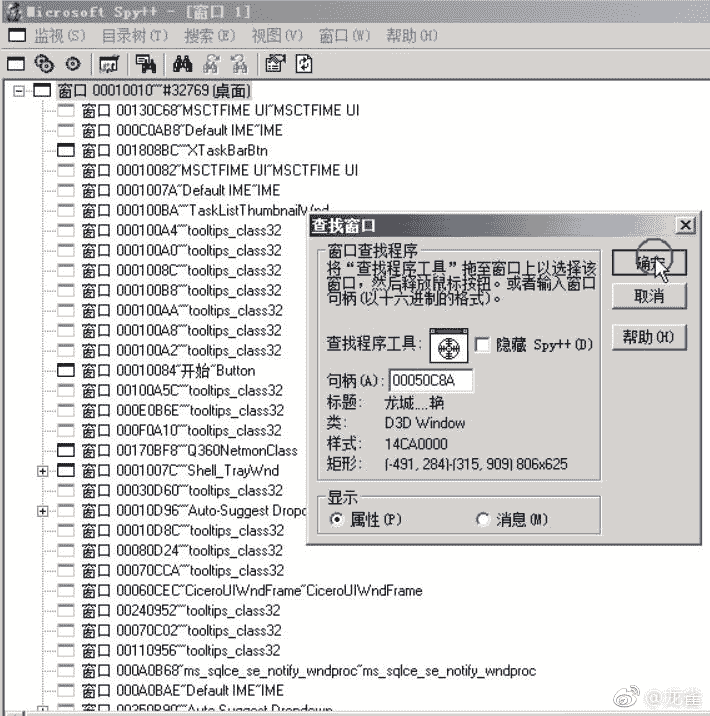 Microsoft Spy++ - [窗口 1]
监视(S) 目录树(T) 搜索(E) 视图(V) 窗口(W) 帮助(H)
窗口 00010010""#32769 (桌面)
窗口 00130C68"MSCTFIME UI"MSCTFIME UI
窗口 000C0AB8"Default IME"IME
窗口 001808BC""XTaskBarBtn
窗口 00010082"MSCTFIME UI"MSCTFIME UI
窗口 0001007A"Default IME"IME
窗口 000100BA""TaskListThumbnailWnd
窗口 000100A4""tooltips_class32
窗口 000100A0""tooltips_class32
窗口 0001008C""tooltips_class32
窗口 000100B8""tooltips_class32
窗口 000100AA""tooltips_class32
窗口 000100A8""tooltips_class32
窗口 000100A2""tooltips_class32
窗口 00010084"开始"Button
窗口 00100A5C""tooltips_class32
窗口 000E0B6E""tooltips_class32
窗口 000F0A10""tooltips_class32
窗口 00170BF8""Q360NetmonClass
窗口 0001007C""Shell_TrayWnd
窗口 00030D60""tooltips_class32
窗口 00010D96""Auto-Suggest Dropdo
窗口 00010D8C""tooltips_class32
窗口 00080D24""tooltips_class32
窗口 00070CCA""tooltips_class32
窗口 00060CEC"CiceroUIWndFrame"CiceroUIWndFrame
窗口 00240952""tooltips_class32
窗口 00070C02""tooltips_class32
窗口 00110956""tooltips_class32
窗口 000A0B68"ms_sqlce_se_notify_wndproc"ms_sqlce_se_notify_wndproc
窗口 000A0BAE"Default IME"IME
窗口 00250B90""Auto-Suggest Dropdown
查找窗口
窗口查找程序
将“查找程序工具”拖至窗口上以选择该
窗口，然后释放鼠标按钮。或者输入窗口
句柄(以十六进制的格式)。
查找程序工具: 隐藏 Spy++(D)
句柄(A): 00050C8A
标题: 龙城....艳
类: D3D Window
样式: 14CA0000
矩形: (-491, 284)-(315, 909) 806x625
显示
属性(P) 消息(M)
确定
取消
帮助(H)
@龙雀